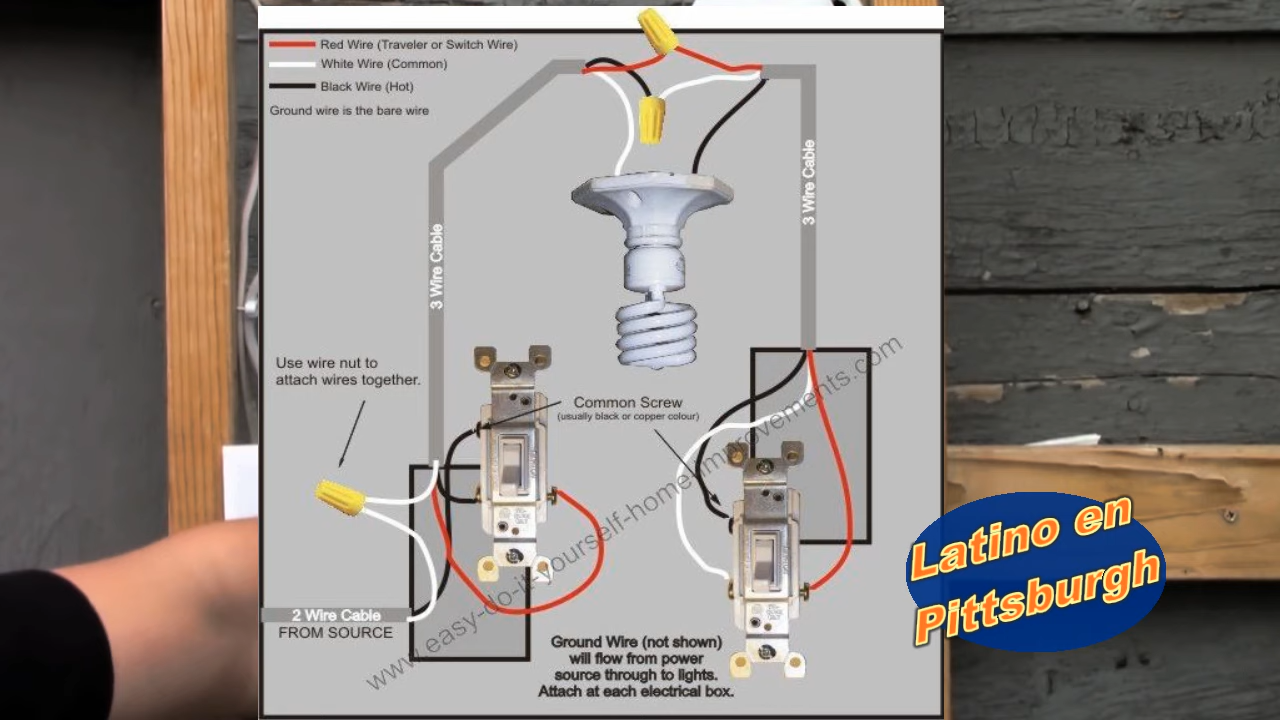 Red Wire (Traveler or Switch Wire)
White Wire (Common)
Black Wire (Hot)
Ground wire is the bare wire
3 Wire Cable
3 Wire Cable
Use wire nut to
attach wires together.
Common Screw
(usually black or copper colour)
www.easy-do-it-yourself-home-improvements.com
2 Wire Cable
FROM SOURCE
Ground Wire (not shown)
will flow from power
source through to lights.
Attach at each electrical box.
Latino en
Pittsburgh